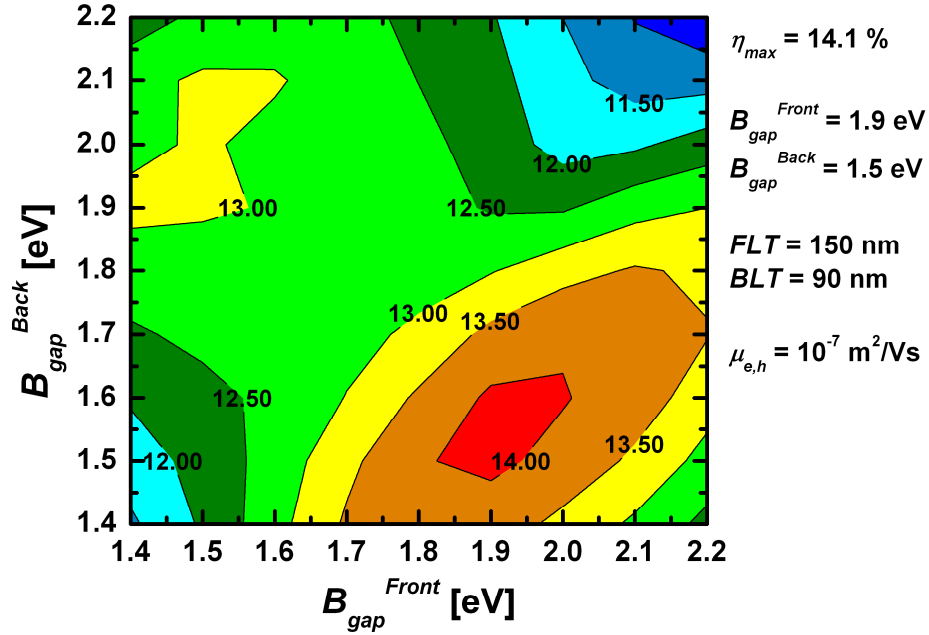 2.2
2.1
2.0
1.9
1.8
1.7
1.6
1.5
1.4
B_gap^Back [eV]
1.4 1.5 1.6 1.7 1.8 1.9 2.0 2.1 2.2
B_gap^Front [eV]
11.50
12.00
13.00
12.50
13.00
13.50
12.50
13.50
12.00
14.00
η_max = 14.1 %
B_gap^Front = 1.9 eV
B_gap^Back = 1.5 eV
FLT = 150 nm
BLT = 90 nm
μ_e,h = 10^-7 m^2/Vs